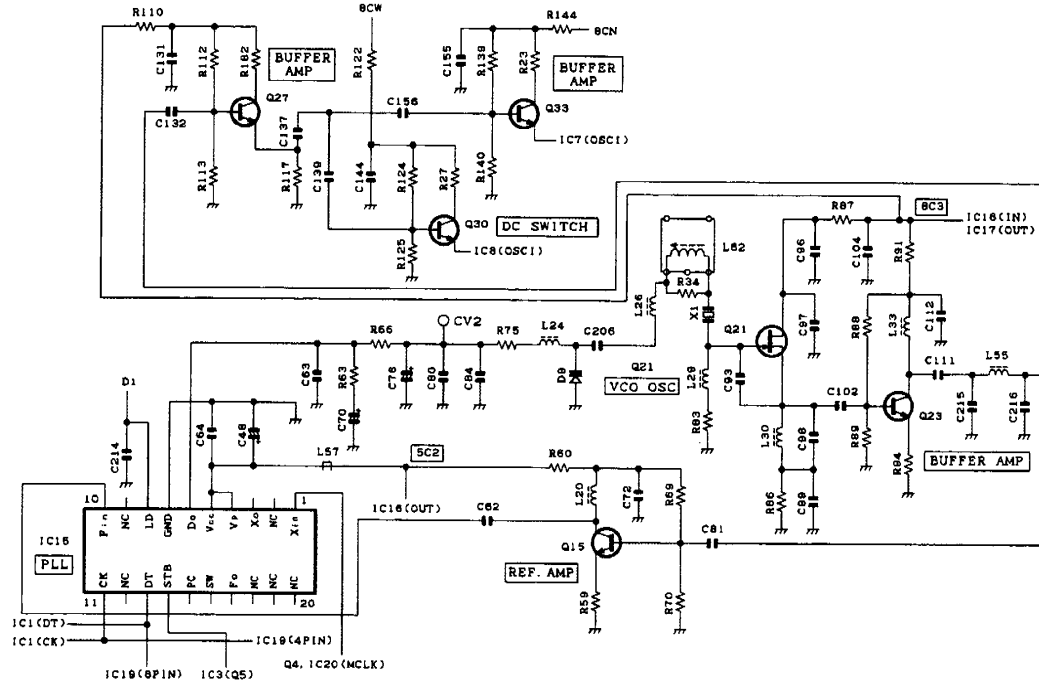 R110
8CW
R144
8CN
C131
R112
R182
BUFFER
AMP
R122
C155
R139
R23
BUFFER
AMP
Q27
C132
C137
C156
Q33
IC7(OSCI)
R113
R117
C139
C144
R124
R27
R140
Q30
DC SWITCH
R125
IC8(OSCI)
R87
8C3
IC16(IN)
IC17(OUT)
L62
C96
C104
R91
R34
L26
X1
Q21
C97
R88
L33
C112
CV2
R66
R75
L24
C206
C63
R63
C78
C80
C84
D8
Q21
VCO OSC
L29
C93
C111
L55
C102
Q23
C215
C216
D1
C70
R83
L30
C98
R89
R94
BUFFER AMP
C214
C64
C48
L57
5C2
R60
L20
C72
R69
R86
C89
10
1
IC16(OUT)
C62
C81
Fin
NC
LD
GND
Do
Vcc
Vp
Xo
NC
Xin
IC15
PLL
Q15
REF. AMP
CK
NC
DT
STB
PC
SW
Fo
NC
NC
NC
11
20
R59
R70
IC1(DT)
IC1(CK)
IC19(4PIN)
IC19(6PIN)
IC3(Q5)
Q4, IC20(MCLK)